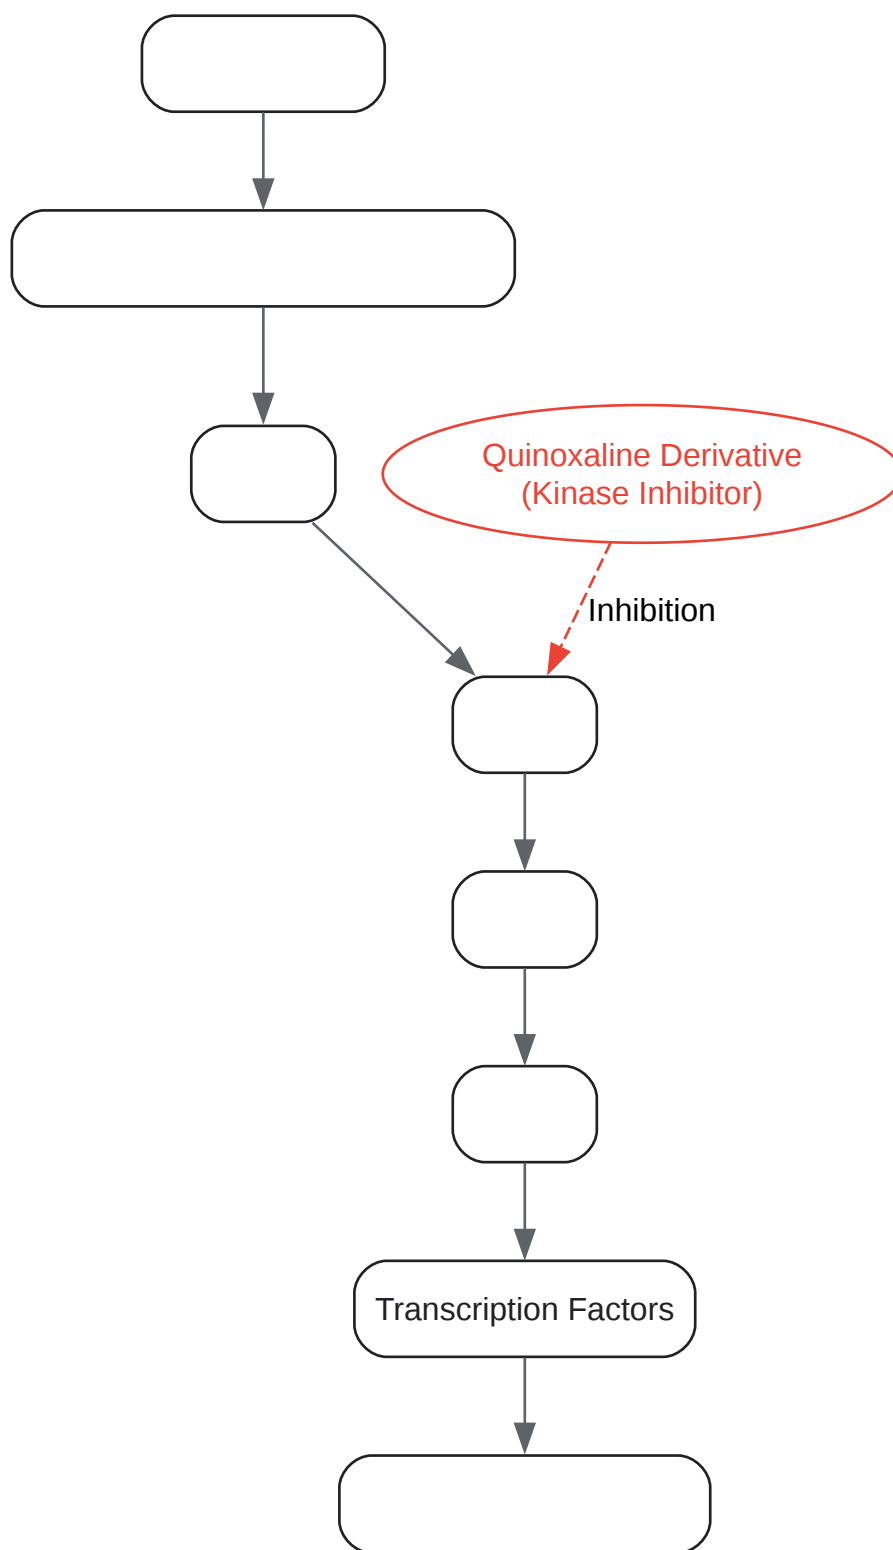 Quinoxaline Derivative
(Kinase Inhibitor)
Inhibition
Transcription Factors